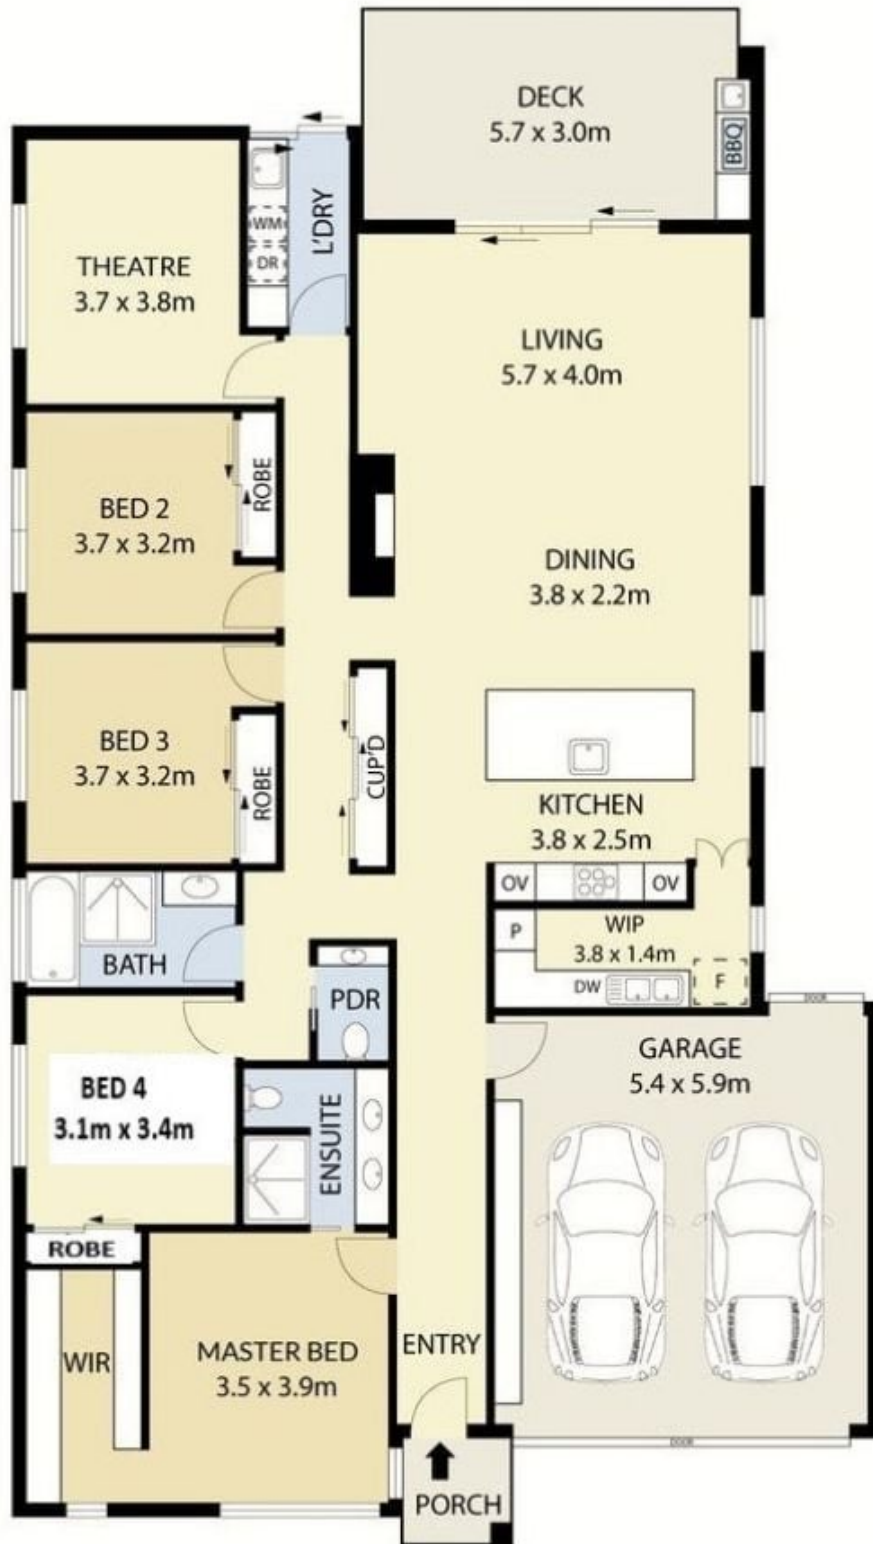 DECK
5.7 x 3.0m
BBQ
L'DRY
WM
DR
THEATRE
3.7 x 3.8m
LIVING
5.7 x 4.0m
BED 2
3.7 x 3.2m
ROBE
DINING
3.8 x 2.2m
BED 3
3.7 x 3.2m
ROBE
CUP'D
KITCHEN
3.8 x 2.5m
OV
OV
P
WIP
3.8 x 1.4m
DW
F
BATH
PDR
DOOR
GARAGE
5.4 x 5.9m
BED 4
3.1m x 3.4m
ENSUITE
ROBE
WIR
MASTER BED
3.5 x 3.9m
ENTRY
DOOR
PORCH